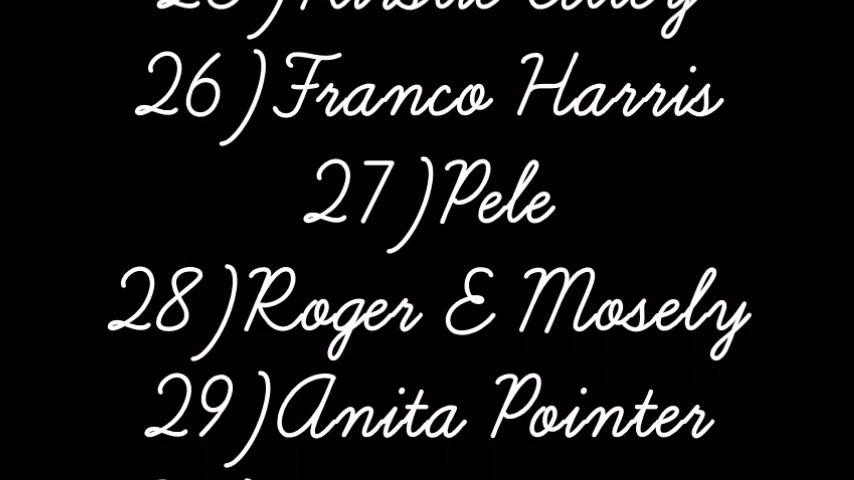 26)Franco Harris
27)Pele
28)Roger E Mosely
29)Anita Pointer